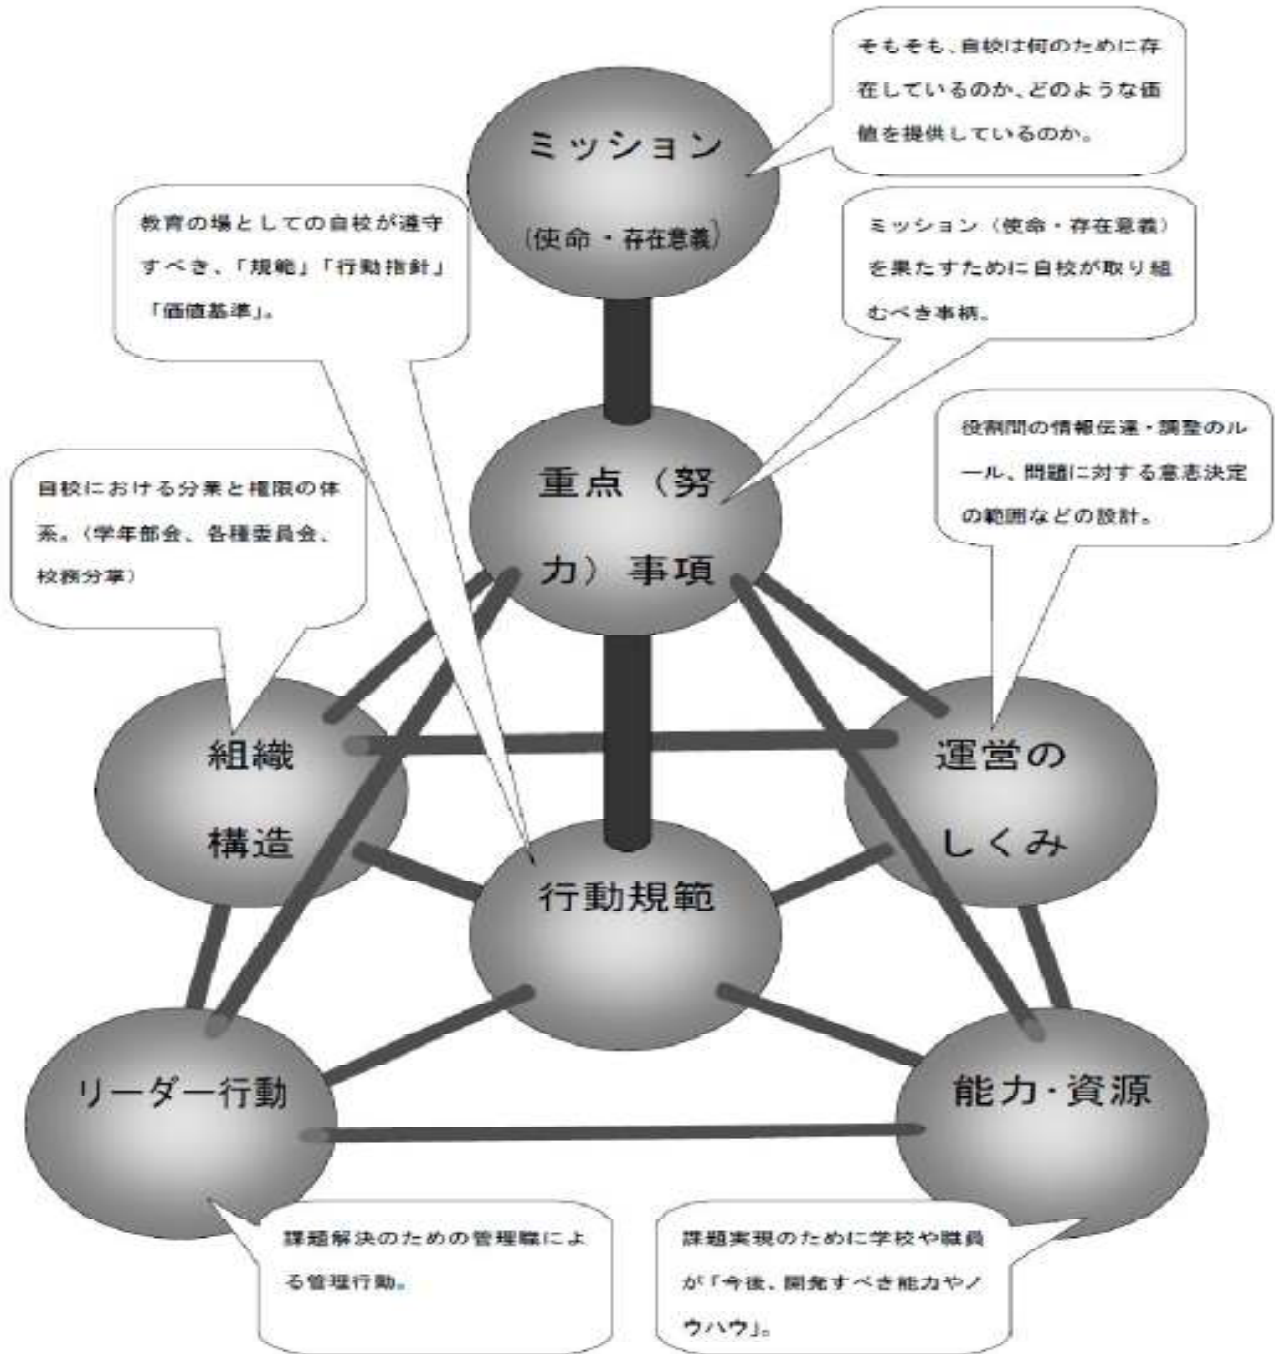 そもそも、自校は何のために存
在しているのか、どのような価
値を提供しているのか。
ミッション
(使命・存在意義)
教育の場としての自校が遵守
すべき、「規範」「行動指針」
「価値基準」。
ミッション（使命・存在意義）
を果たすために自校が取り組
むべき事柄。
重点（努
力）事項
役割間の情報伝達・調整のル
ール、問題に対する意志決定
の範囲などの設計。
自校における分業と権限の体
系。（学年部会、各種委員会、
校務分掌）
組織
構造
運営の
しくみ
行動規範
リーダー行動
能力・資源
課題解決のための管理職によ
る管理行動。
課題実現のために学校や職員
が「今後、開発すべき能力やノ
ウハウ」。